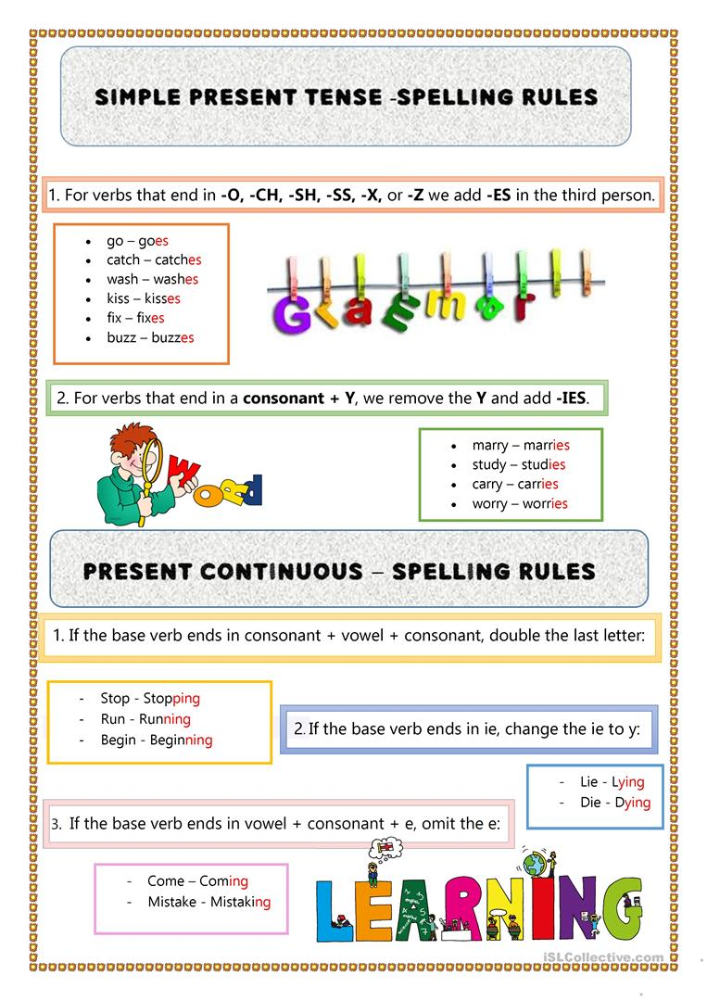 SIMPLE PRESENT TENSE -SPELLING RULES
1. For verbs that end in -O, -CH, -SH, -SS, -X, or -Z we add -ES in the third person.
• go – goes
• catch – catches
• wash – washes
• kiss – kisses
• fix – fixes
• buzz – buzzes
Grammar
2. For verbs that end in a consonant + Y, we remove the Y and add -IES.
WORD
• marry – marries
• study – studies
• carry – carries
• worry – worries
PRESENT CONTINUOUS – SPELLING RULES
1. If the base verb ends in consonant + vowel + consonant, double the last letter:
- Stop - Stopping
- Run - Running
- Begin - Beginning
2. If the base verb ends in ie, change the ie to y:
- Lie - Lying
- Die - Dying
3. If the base verb ends in vowel + consonant + e, omit the e:
- Come – Coming
- Mistake - Mistaking
LEARNING
iSLCollective.com